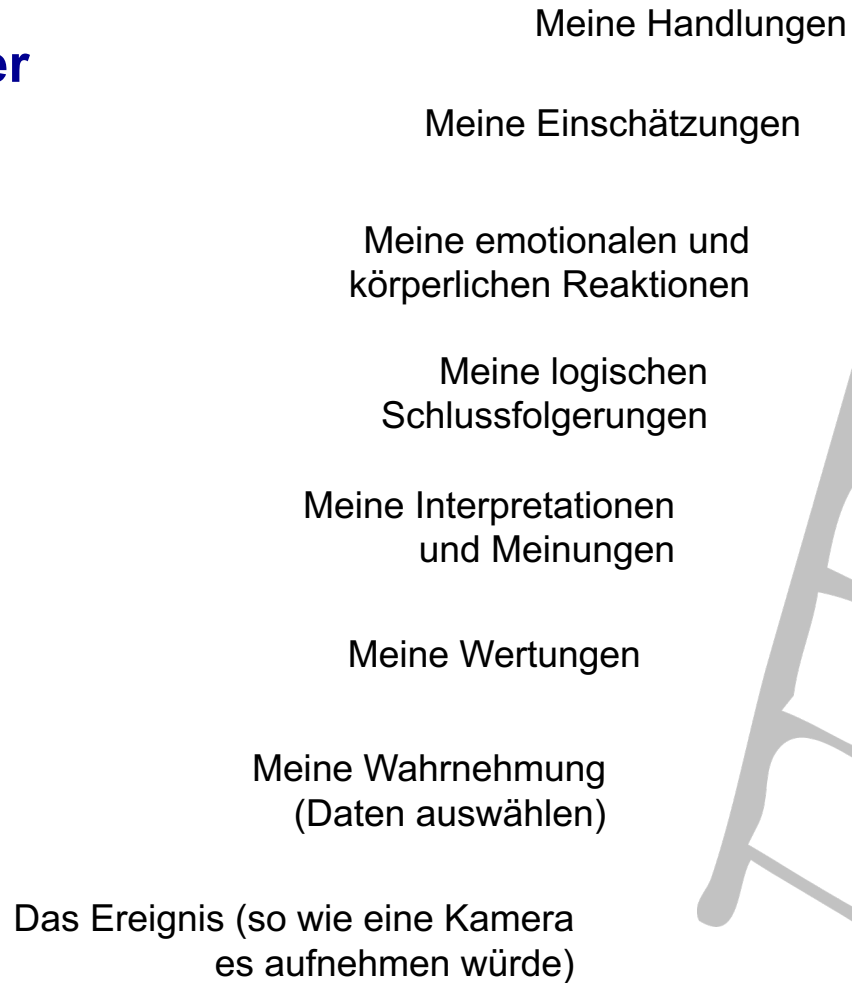 Meine Handlungen
er
Meine Einschätzungen
Meine emotionalen und
körperlichen Reaktionen
Meine logischen
Schlussfolgerungen
Meine Interpretationen
und Meinungen
Meine Wertungen
Meine Wahrnehmung
(Daten auswählen)
Das Ereignis (so wie eine Kamera
es aufnehmen würde)